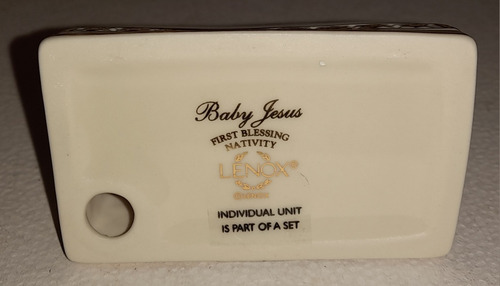 Baby Jesus
FIRST BLESSING
NATIVITY
LENOX®
INDIVIDUAL UNIT
IS PART OF A SET